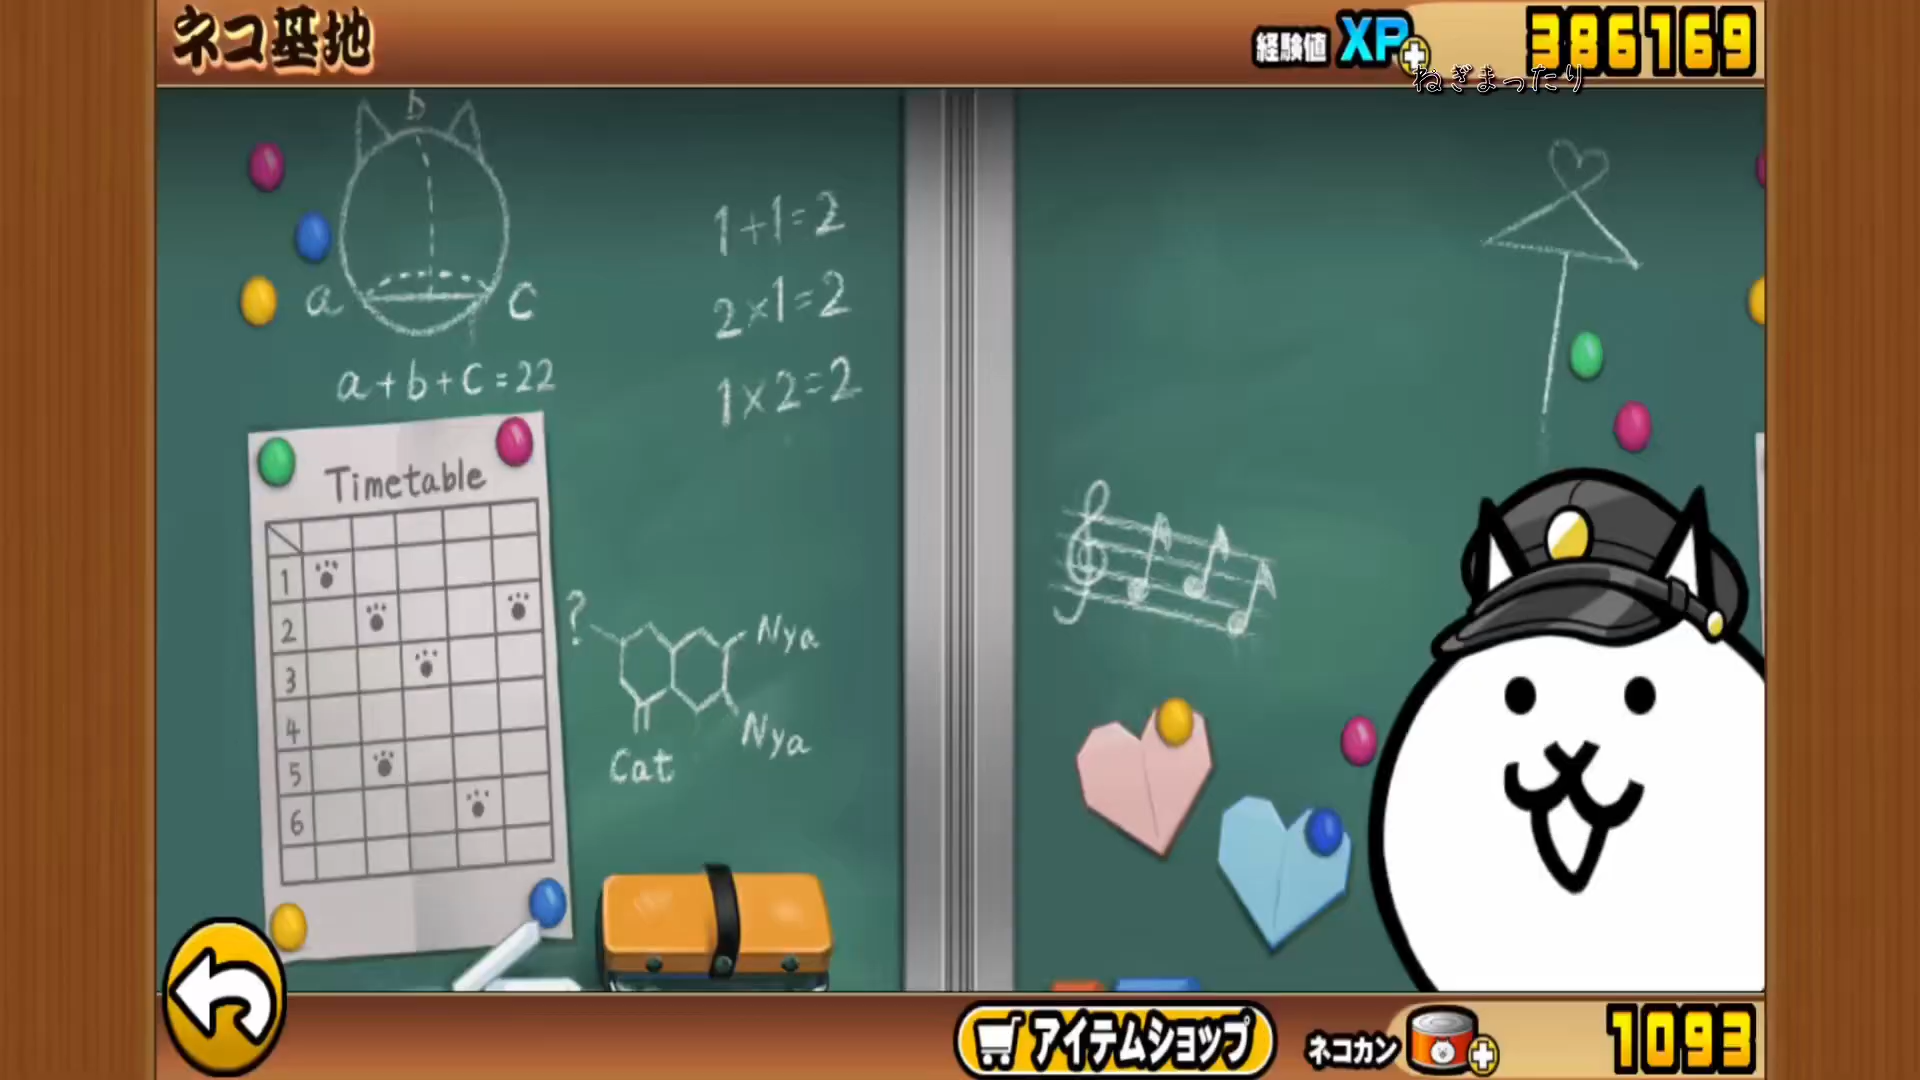 ネコ基地
経験値 XP 386169
ねぎまったり
b
a C
a+b+C=22
1+1=2
2×1=2
1×2=2
Timetable
1
2
3
4
5
6
?
Nya
Nya
Cat
アイテムショップ
ネコカン 1093